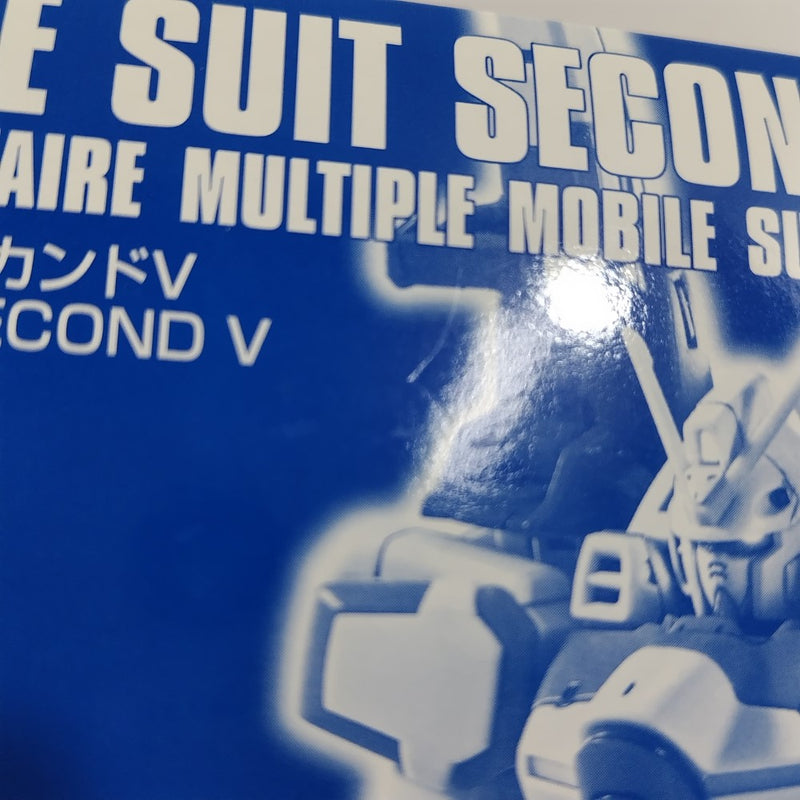 E SUIT SECON
AIRE MULTIPLE MOBILE SU
カンドV
ECOND V